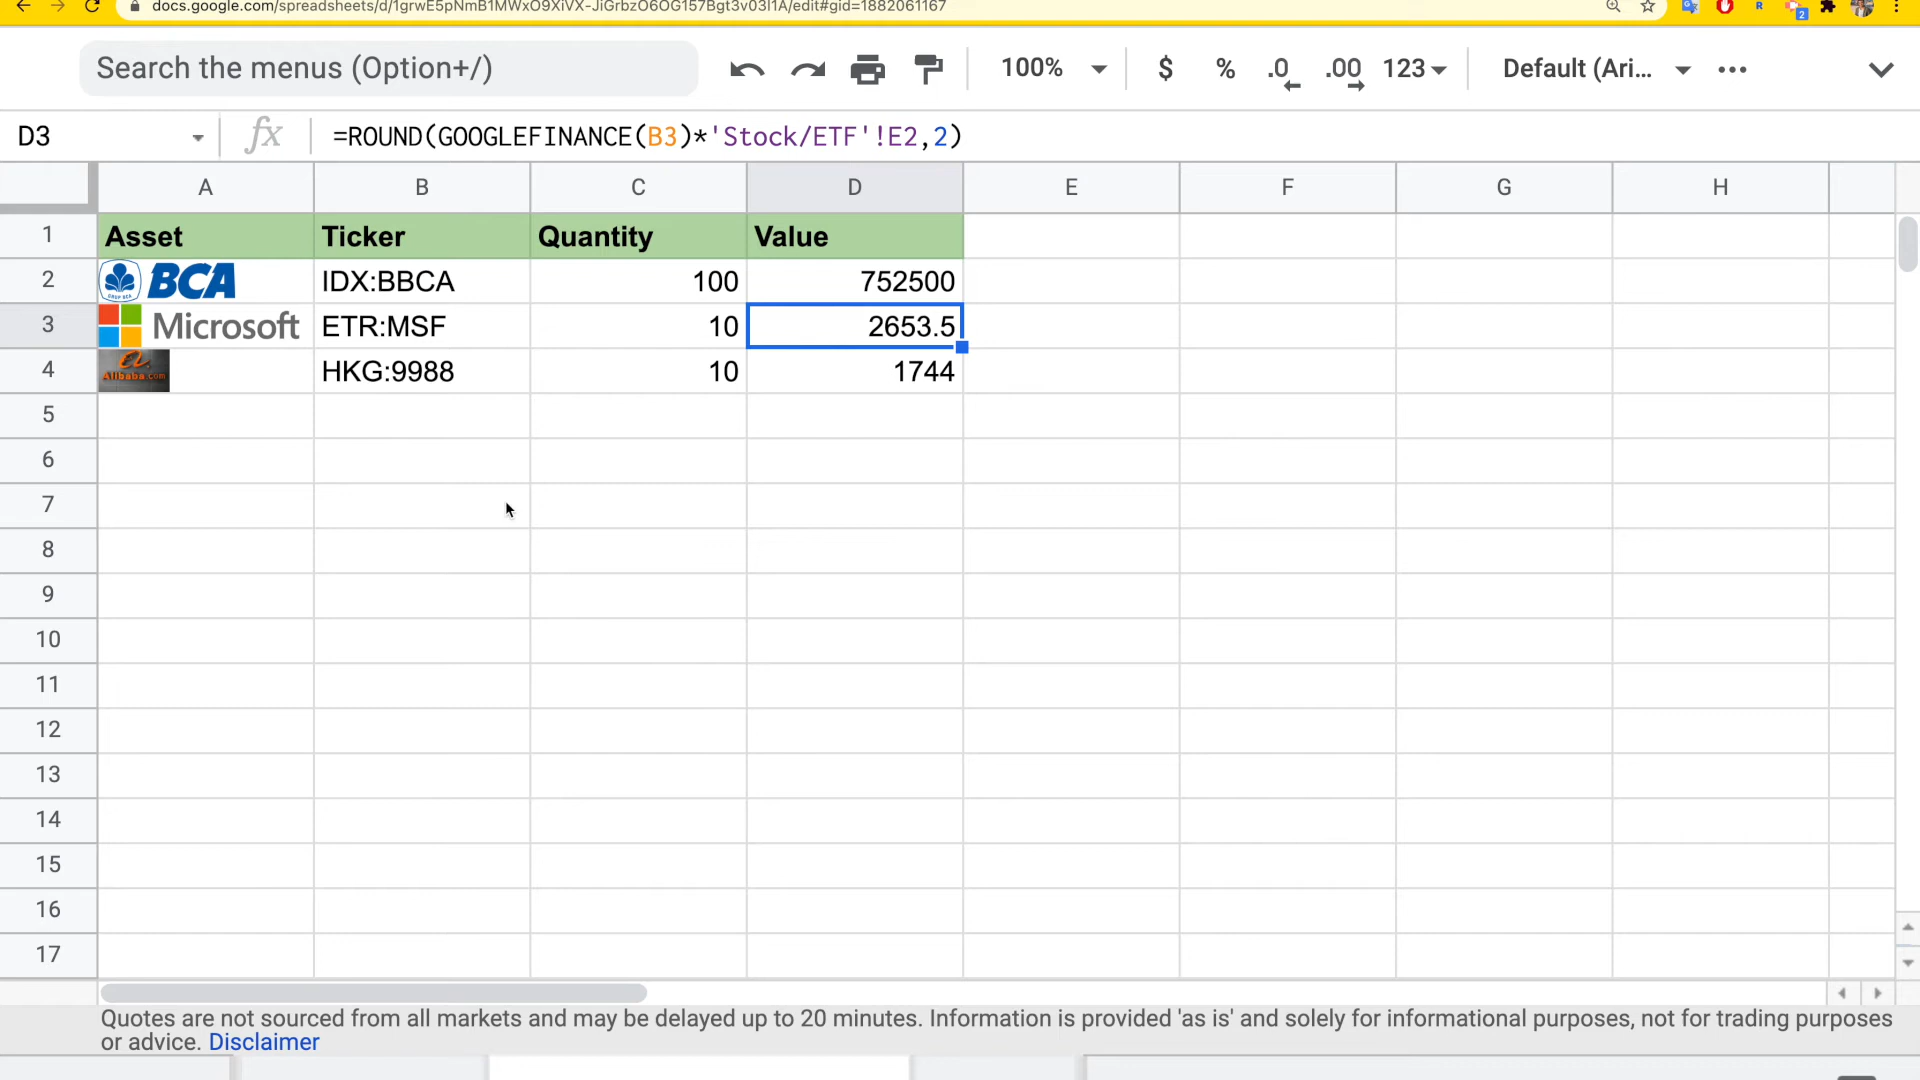 docs.google.com/spreadsheets/d/1grwE5pNmB1MWxO9XiVX-JiGrbzO6OG157Bgt3v03I1A/edit#gid=1882061167
2
Search the menus (Option+/)
100%
$
%
.0
.00
123
Default (Ari...
D3
fx
=ROUND(GOOGLEFINANCE(B3)*'Stock/ETF'!E2,2)
A B C D E F G H
1 Asset Ticker Quantity Value
2 BCA IDX:BBCA 100 752500
3 Microsoft ETR:MSF 10 2653.5
4 Alibaba.com HKG:9988 10 1744
5
6
7
8
9
10
11
12
13
14
15
16
17
Quotes are not sourced from all markets and may be delayed up to 20 minutes. Information is provided 'as is' and solely for informational purposes, not for trading purposes
or advice. Disclaimer